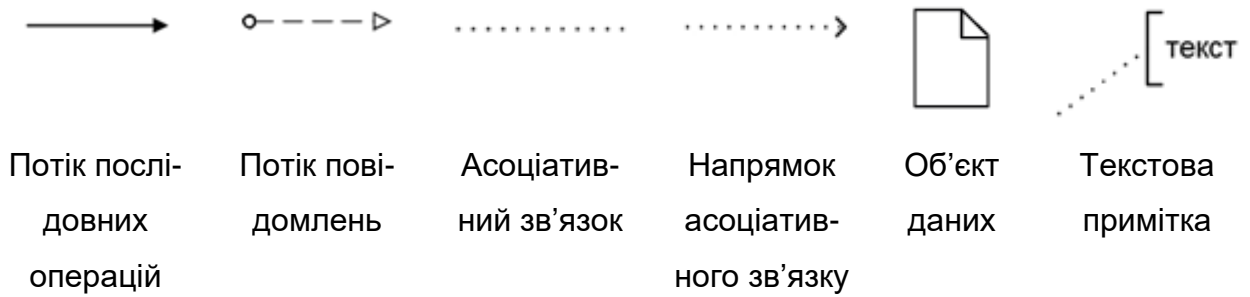 текст
Потік послі-
довних
операцій
Потік пові-
домлень
Асоціатив-
ний зв’язок
Напрямок
асоціатив-
ного зв’язку
Об’єкт
даних
Текстова
примітка